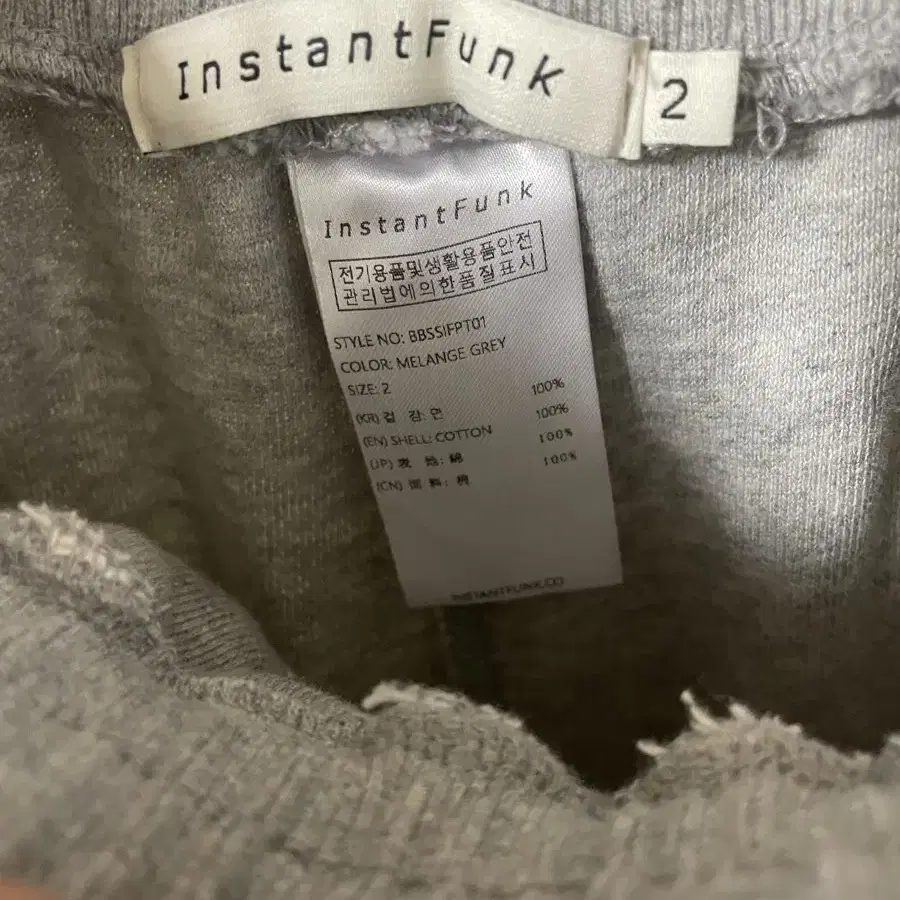 InstantFunk
2
InstantFunk
전기용품및생활용품안전
관리법에의한품질표시
STYLE NO: BBSSIFPT01
COLOR: MELANGE GREY
SIZE: 2
(KR) 겉 감: 면 100%
(EN) SHELL: COTTON 100%
(JP) 表 地: 綿 100%
(CN) 面 料: 棉 100%
INSTANTFUNK.CO